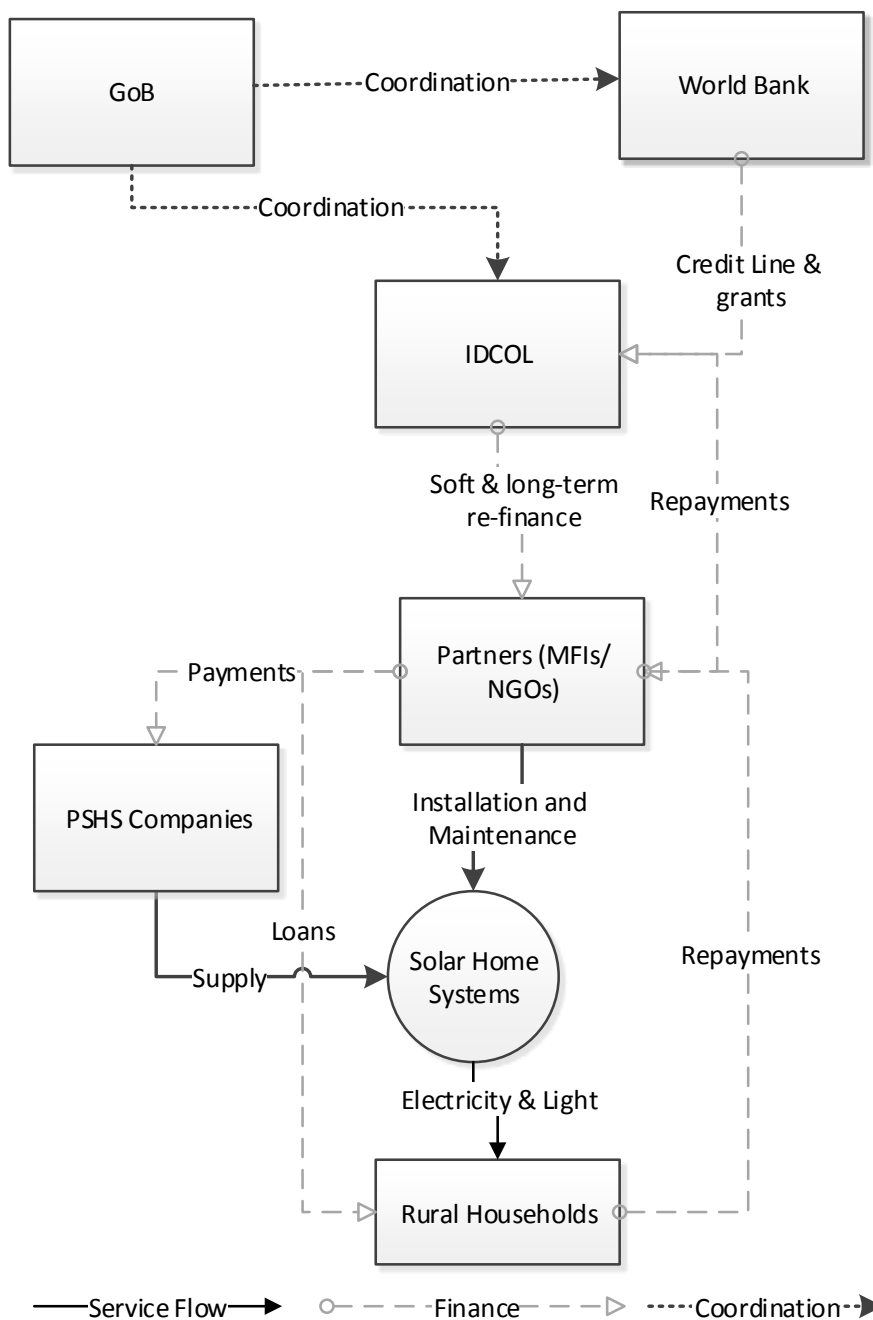 GoB
Coordination
World Bank
Coordination
Credit Line &
grants
IDCOL
Soft & long-term
re-finance
Repayments
Partners (MFIs/
NGOs)
Payments
PSHS Companies
Installation and
Maintenance
Loans
Supply
Solar Home
Systems
Repayments
Electricity & Light
Rural Households
Service Flow
Finance
Coordination